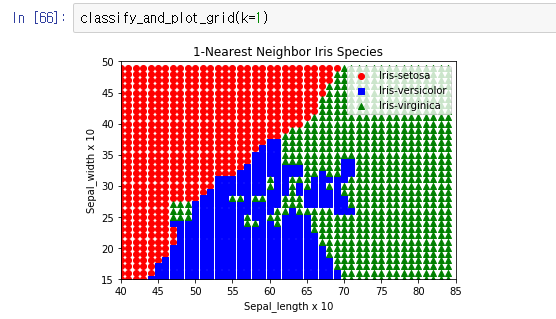 In [66]: classify_and_plot_grid(k=1)
1-Nearest Neighbor Iris Species
Iris-setosa
Iris-versicolor
Iris-virginica
Sepal_width x 10
50
45
40
35
30
25
20
15
40 45 50 55 60 65 70 75 80 85
Sepal_length x 10